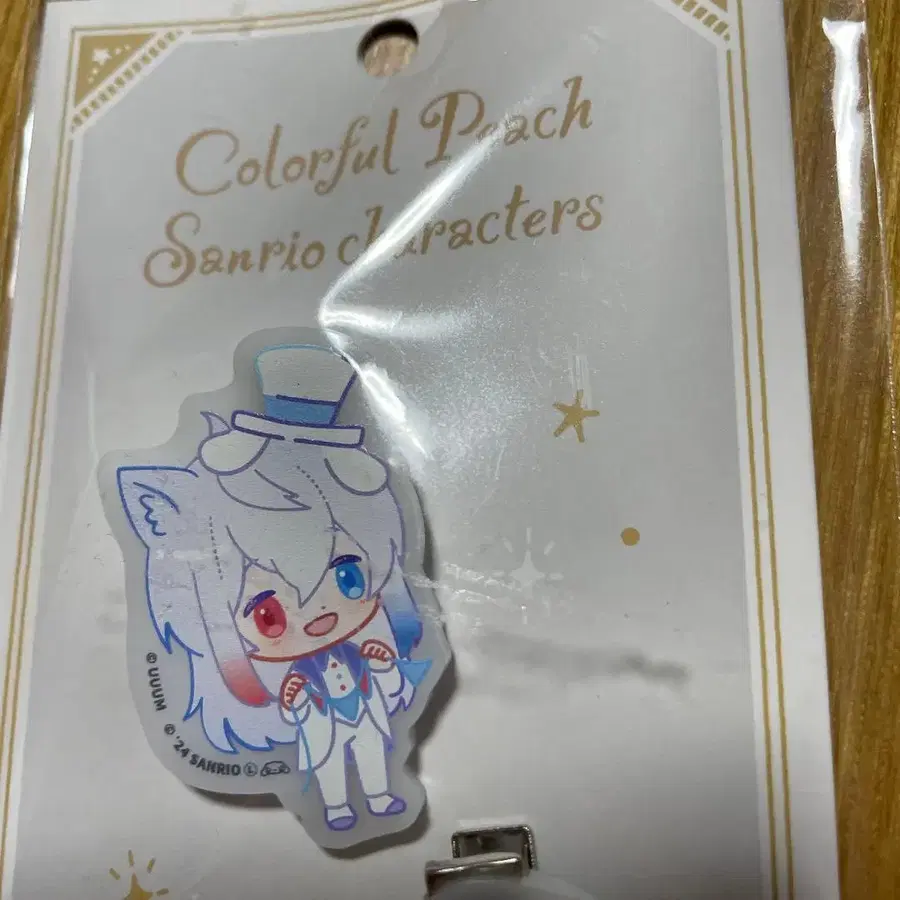 Colorful Peach
Sanrio characters
© UUUM
© '24 SANRIO Ⓛ